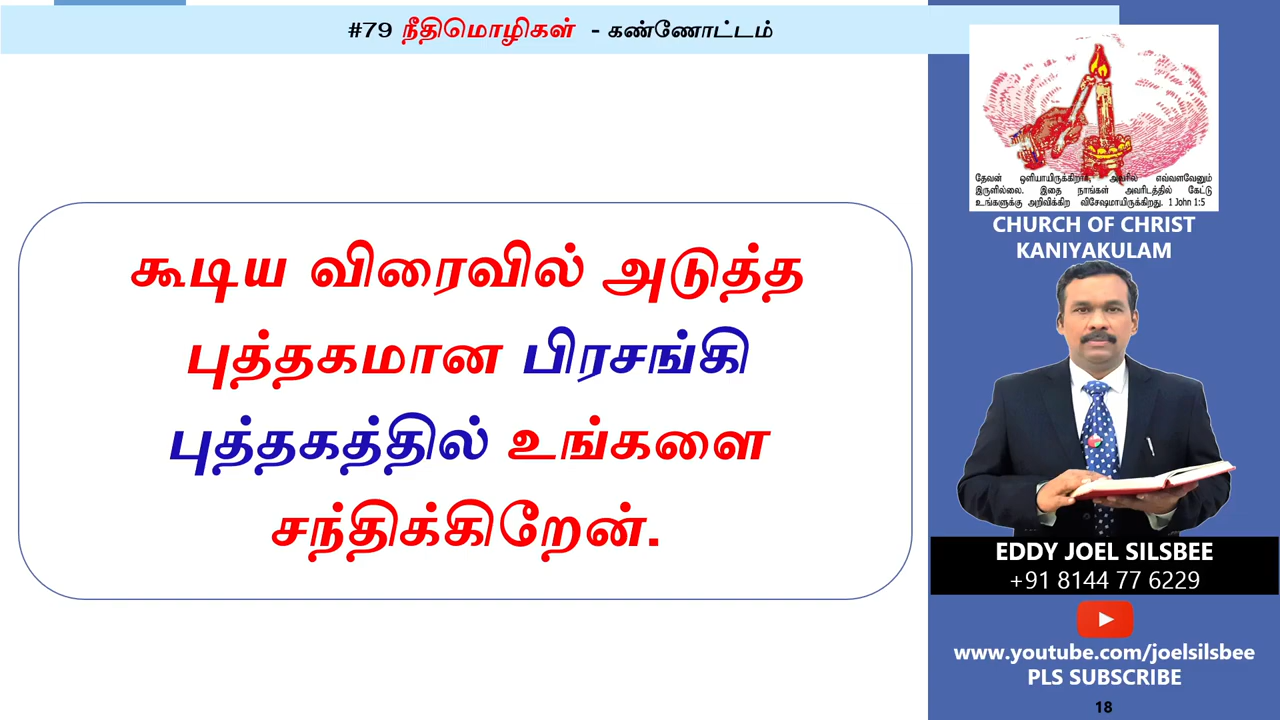 #79 நீதிமொழிகள் - கண்ணோட்டம்
கூடிய விரைவில் அடுத்த
புத்தகமான பிரசங்கி
புத்தகத்தில் உங்களை
சந்திக்கிறேன்.
தேவன் ஒளியாயிருக்கிறார், அவரில் எவ்வளவேனும்
இருளில்லை. இதை நாங்கள் அவரிடத்தில் கேட்டு
உங்களுக்கு அறிவிக்கிற விசேஷமாயிருக்கிறது. 1 John 1:5
CHURCH OF CHRIST
KANIYAKULAM
EDDY JOEL SILSBEE
+91 8144 77 6229
www.youtube.com/joelsilsbee
PLS SUBSCRIBE
18